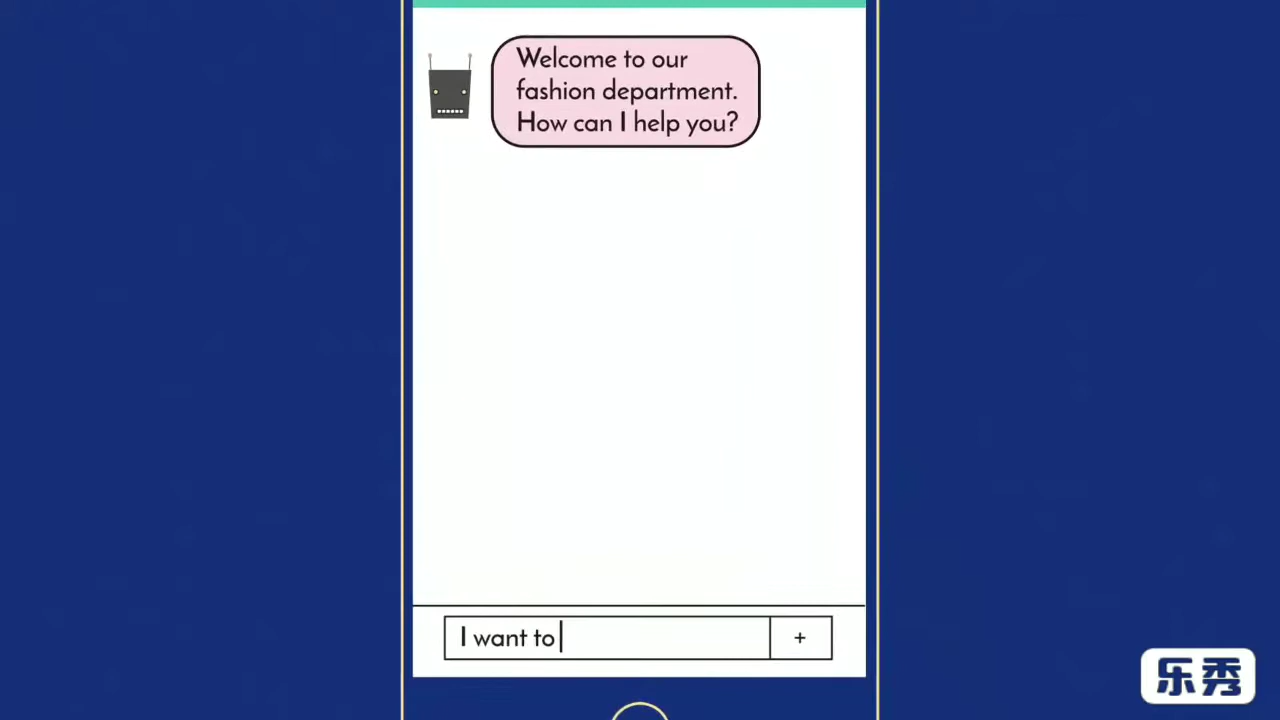 Welcome to our
fashion department.
How can I help you?
I want to
+
乐秀